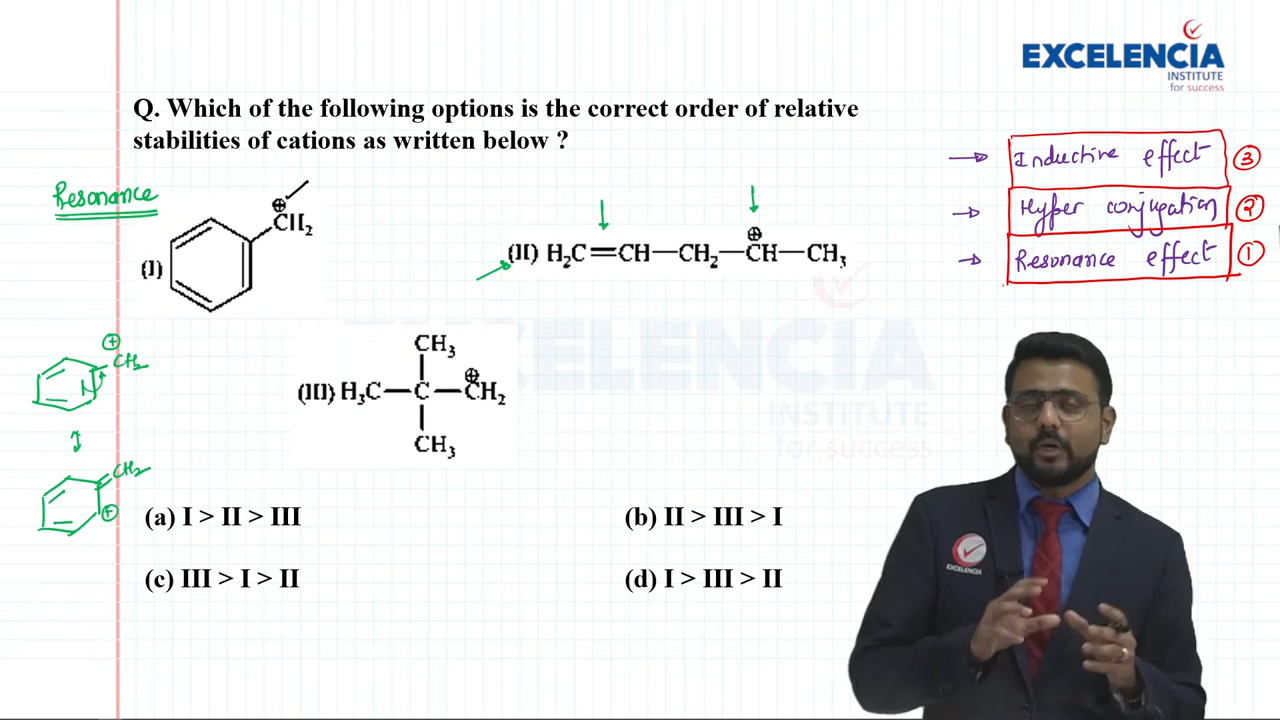 EXCELENCIA
INSTITUTE
for success
Q. Which of the following options is the correct order of relative
stabilities of cations as written below ?
→ Inductive effect ③
→ Hyper conjugation ②
→ Resonance effect ①
Resonance
(I) ⊕CH₂
(II) H₂C=CH—CH₂—⊕CH—CH₃
CH₃
(III) H₃C—C—⊕CH₂
CH₃
⊕CH₂
CH₂
⊕
EXCELENCIA
INSTITUTE
for success
(a) I > II > III
(b) II > III > I
(c) III > I > II
(d) I > III > II
EXCELENCIA